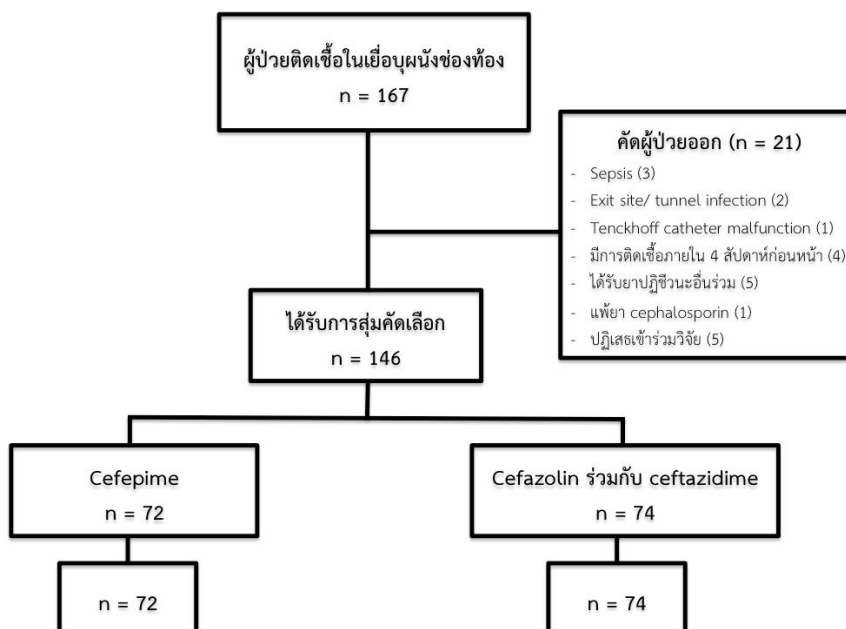 ผู้ป่วยติดเชื้อในเยื่อบุผนังช่องท้อง
n = 167
คัดผู้ป่วยออก (n = 21)
- Sepsis (3)
- Exit site/ tunnel infection (2)
- Tenckhoff catheter malfunction (1)
- มีการติดเชื้อภายใน 4 สัปดาห์ก่อนหน้า (4)
- ได้รับยาปฏิชีวนะอื่นร่วม (5)
- แพ้ยา cephalosporin (1)
- ปฏิเสธเข้าร่วมวิจัย (5)
ได้รับการสุ่มคัดเลือก
n = 146
Cefepime
n = 72
Cefazolin ร่วมกับ ceftazidime
n = 74
n = 72
n = 74